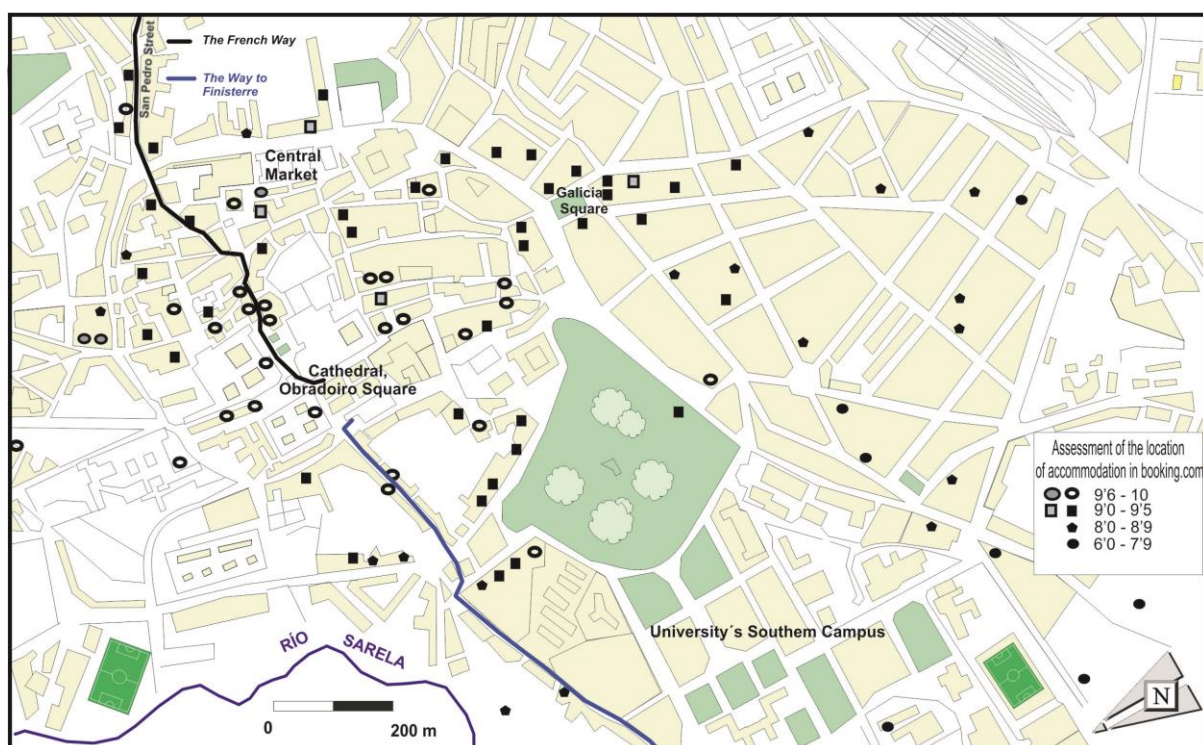 San Pedro Street
The French Way
The Way to
Finisterre
Central
Market
Galicia
Square
Cathedral,
Obradoiro Square
Assessment of the location
of accommodation in booking.com
9'6 - 10
9'0 - 9'5
8'0 - 8'9
6'0 - 7'9
University´s Southem Campus
RÍO SARELA
0 200 m
N